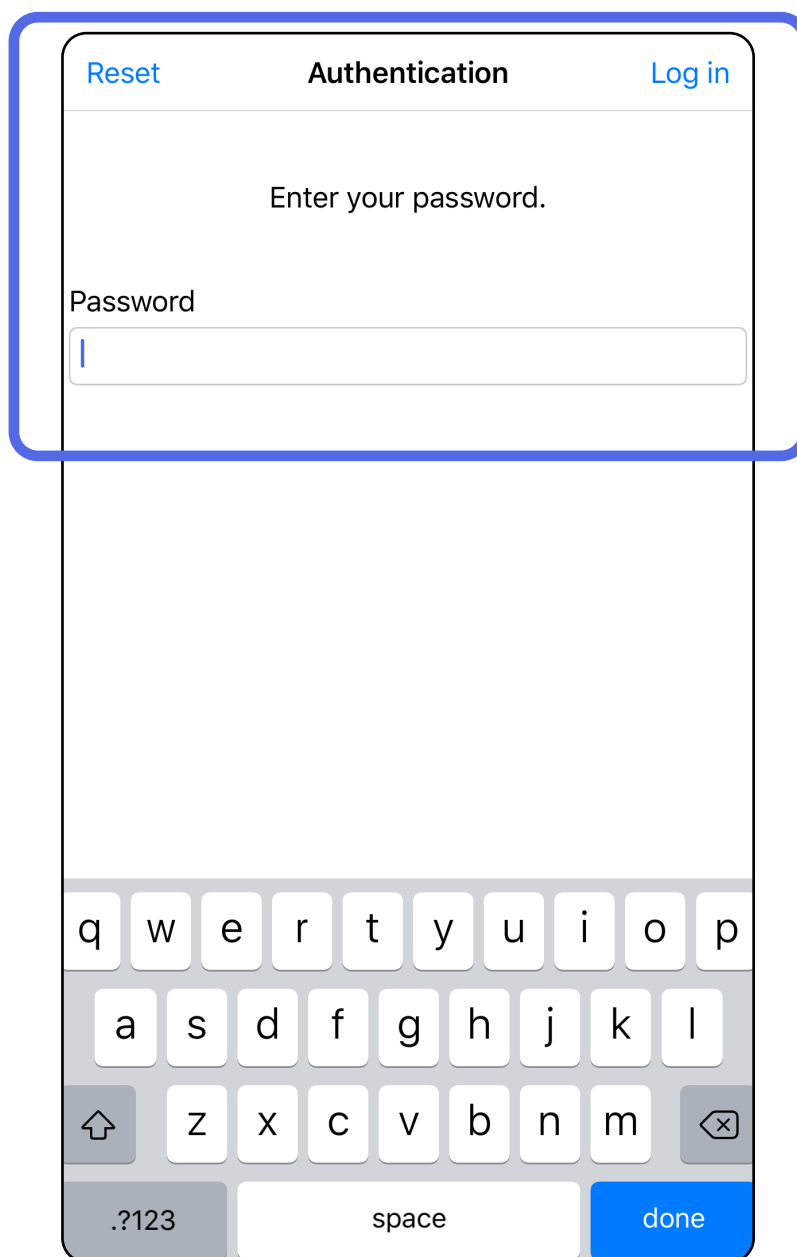 Reset Authentication Log in
Enter your password.
Password
q w e r t y u i o p
a s d f g h j k l
z x c v b n m
.?123 space done